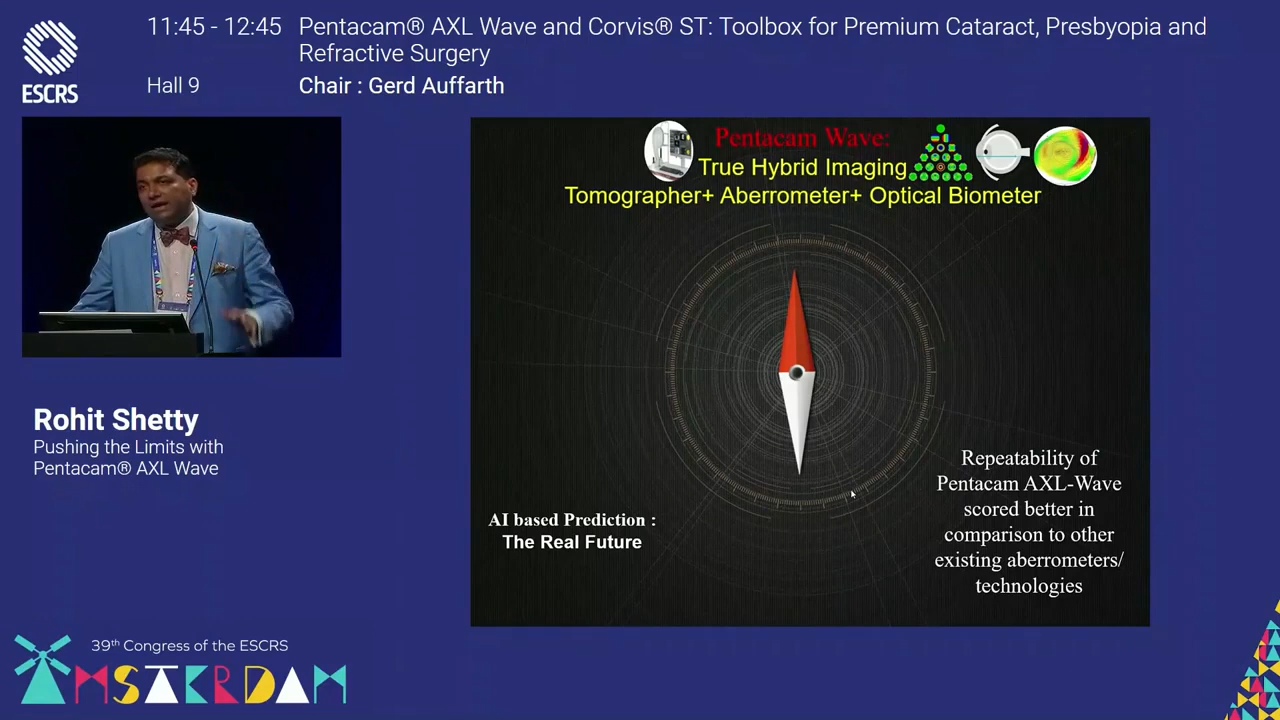 ESCRS
11:45 - 12:45
Pentacam® AXL Wave and Corvis® ST: Toolbox for Premium Cataract, Presbyopia and
Refractive Surgery
Hall 9
Chair : Gerd Auffarth
Pentacam Wave:
True Hybrid Imaging
Tomographer+ Aberrometer+ Optical Biometer
AI based Prediction :
The Real Future
Repeatability of
Pentacam AXL-Wave
scored better in
comparison to other
existing aberrometers/
technologies
Rohit Shetty
Pushing the Limits with
Pentacam® AXL Wave
39th Congress of the ESCRS
AMSTERDAM